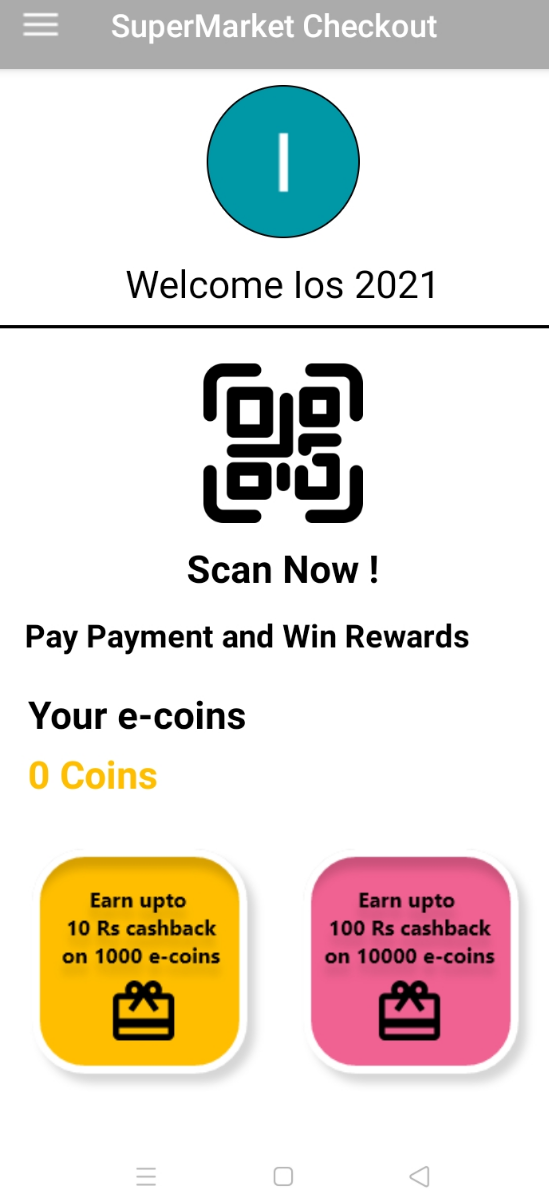 SuperMarket Checkout
I
Welcome Ios 2021
Scan Now !
Pay Payment and Win Rewards
Your e-coins
0 Coins
Earn upto
10 Rs cashback
on 1000 e-coins
Earn upto
100 Rs cashback
on 10000 e-coins